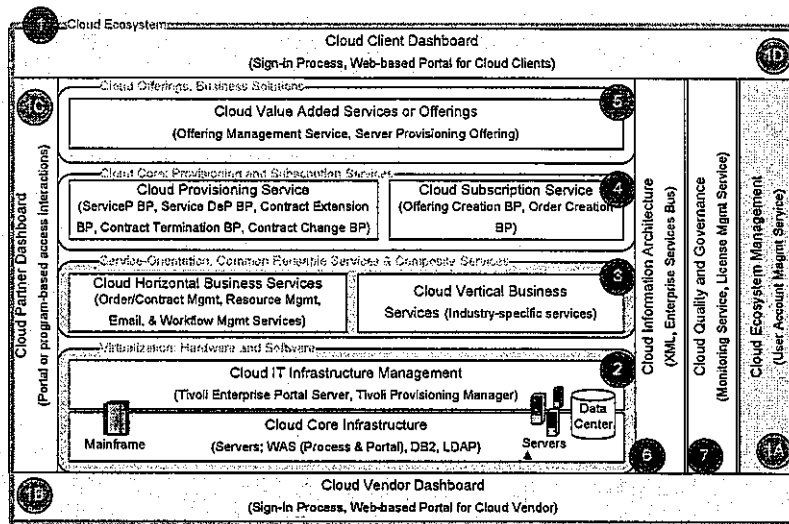 1
Cloud Ecosystem
Cloud Client Dashboard
(Sign-in Process, Web-based Portal for Cloud Clients)
1D
1C
Cloud Partner Dashboard
(Portal or program-based access interactions)
Cloud Offerings, Business Solutions
5
Cloud Value Added Services or Offerings
(Offering Management Service, Server Provisioning Offering)
Cloud Core: Provisioning and Subscription Services
4
Cloud Provisioning Service
(ServiceP BP, Service DeP BP, Contract Extension
BP, Contract Termination BP, Contract Change BP)
Cloud Subscription Service
(Offering Creation BP, Order Creation
BP)
Service-Orientation, Common Reusable Services & Composite Services
3
Cloud Horizontal Business Services
(Order/Contract Mgmt, Resource Mgmt,
Email, & Workflow Mgmt Services)
Cloud Vertical Business
Services (Industry-specific services)
Virtualization: Hardware and Software
2
Cloud IT Infrastructure Management
(Tivoli Enterprise Portal Server, Tivoli Provisioning Manager)
Cloud Core Infrastructure
(Servers; WAS (Process & Portal), DB2, LDAP)
Mainframe
Servers
Data
Center
Cloud Information Architecture
(XML, Enterprise Services Bus)
6
Cloud Quality and Governance
(Monitoring Service, License Mgmt Service)
7
Cloud Ecosystem Management
(User Account Magmt Service)
1A
1B
Cloud Vendor Dashboard
(Sign-in Process, Web-based Portal for Cloud Vendor)